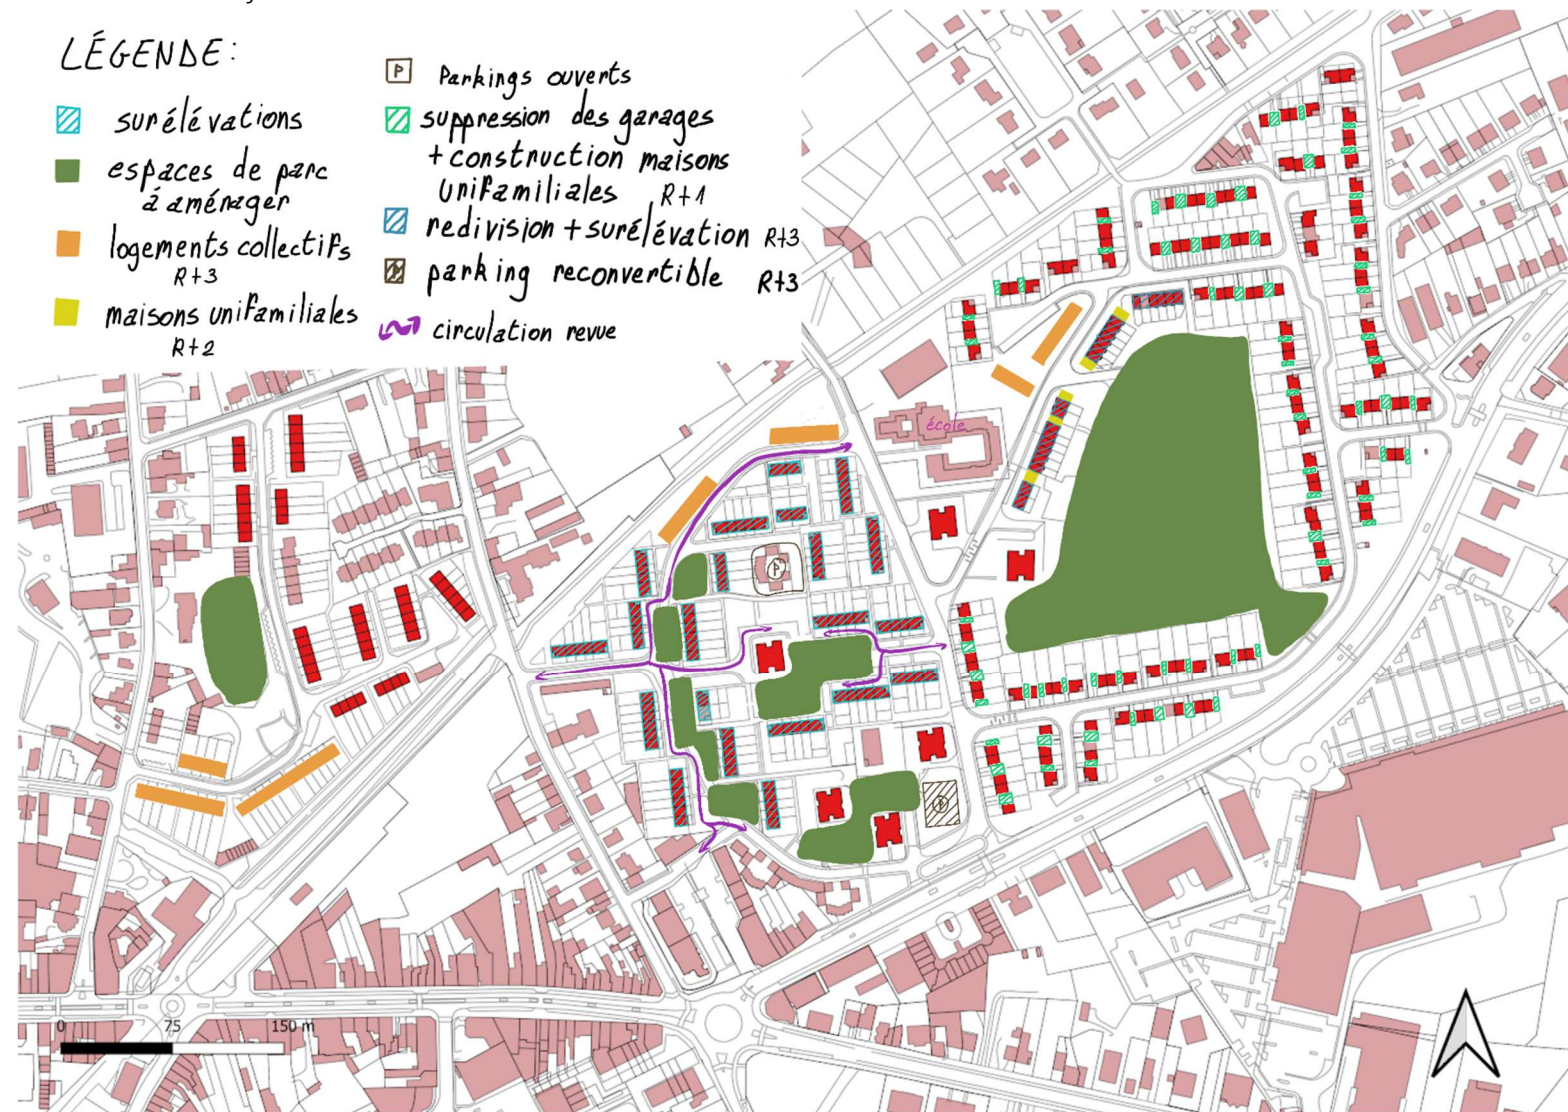 LÉGENDE:
surélévations
espaces de parc
à aménager
logements collectifs
R+3
maisons unifamiliales
R+2
P
Parkings ouverts
suppression des garages
+ construction maisons
unifamiliales R+1
redivision + surélévation R+3
parking reconvertible R+3
circulation revue
école
P
P
0 75 150 m